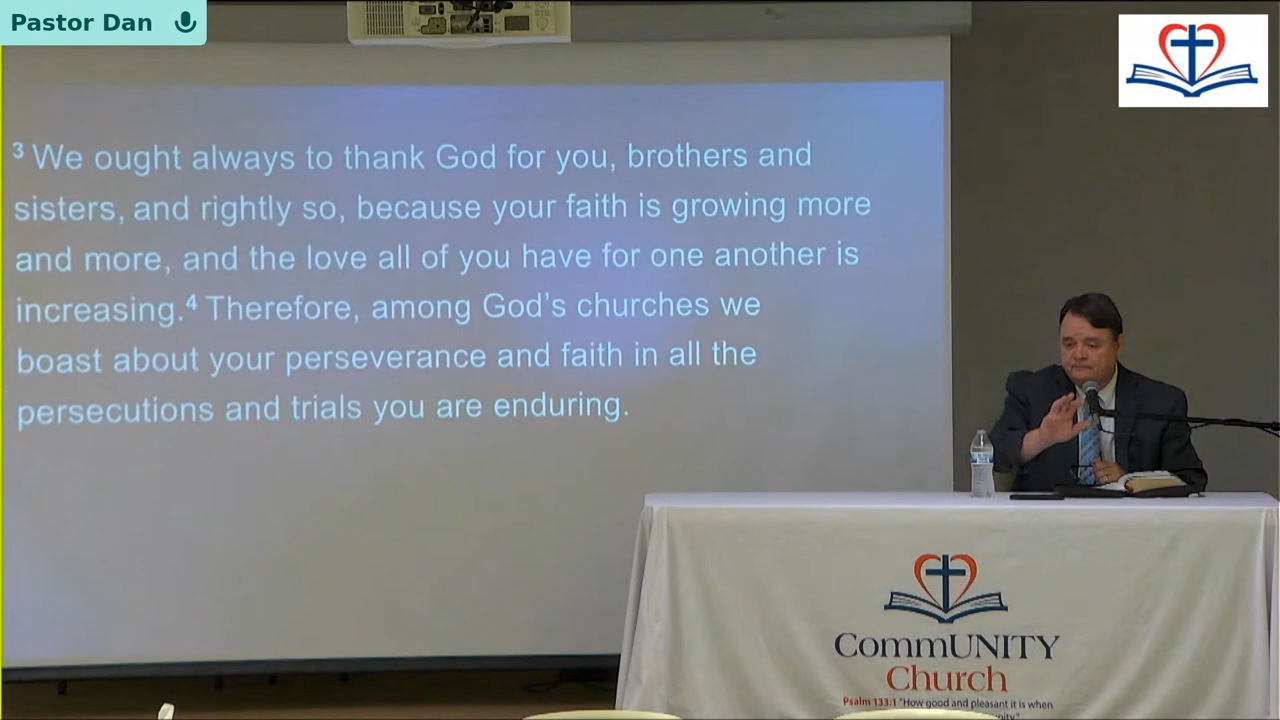 Pastor Dan
³ We ought always to thank God for you, brothers and
sisters, and rightly so, because your faith is growing more
and more, and the love all of you have for one another is
increasing.⁴ Therefore, among God's churches we
boast about your perseverance and faith in all the
persecutions and trials you are enduring.
CommUNITY
Church
Psalm 133:1 "How good and pleasant it is when